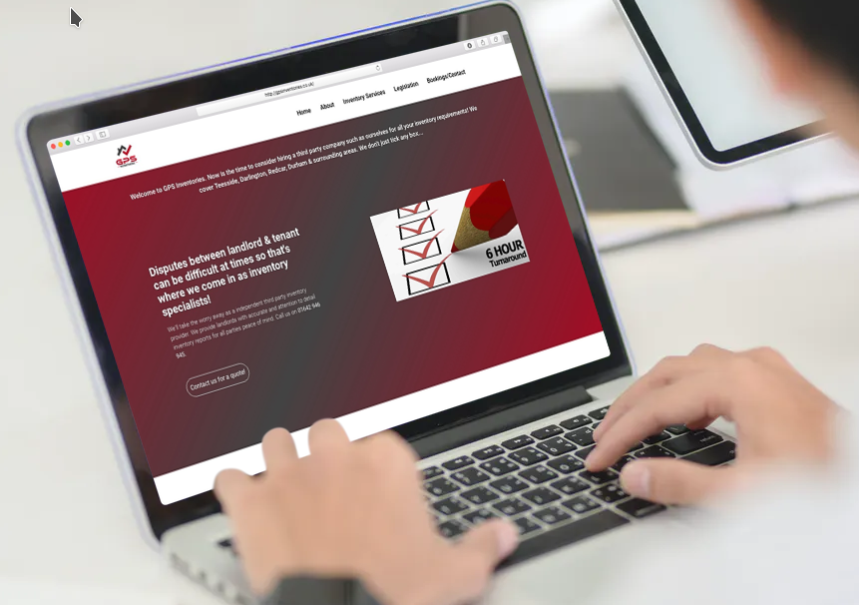 http://gpsinventories.co.uk/
Home About Inventory Services Legislation Bookings/Contact
GPS
Welcome to GPS Inventories. Now is the time to consider hiring a third party company such as ourselves for all your inventory requirements! We
cover Teesside, Darlington, Redcar, Durham & surrounding areas. We don't just tick any box...
Disputes between landlord & tenant
can be difficult at times so that's
where we come in as inventory
specialists!
We'll take the worry away as a independent third party inventory
provider. We provide landlords with accurate and attention to detail
inventory reports for all parties peace of mind. Call us on 01642 946
945.
Contact us for a quote!
6 HOUR
Turnaround